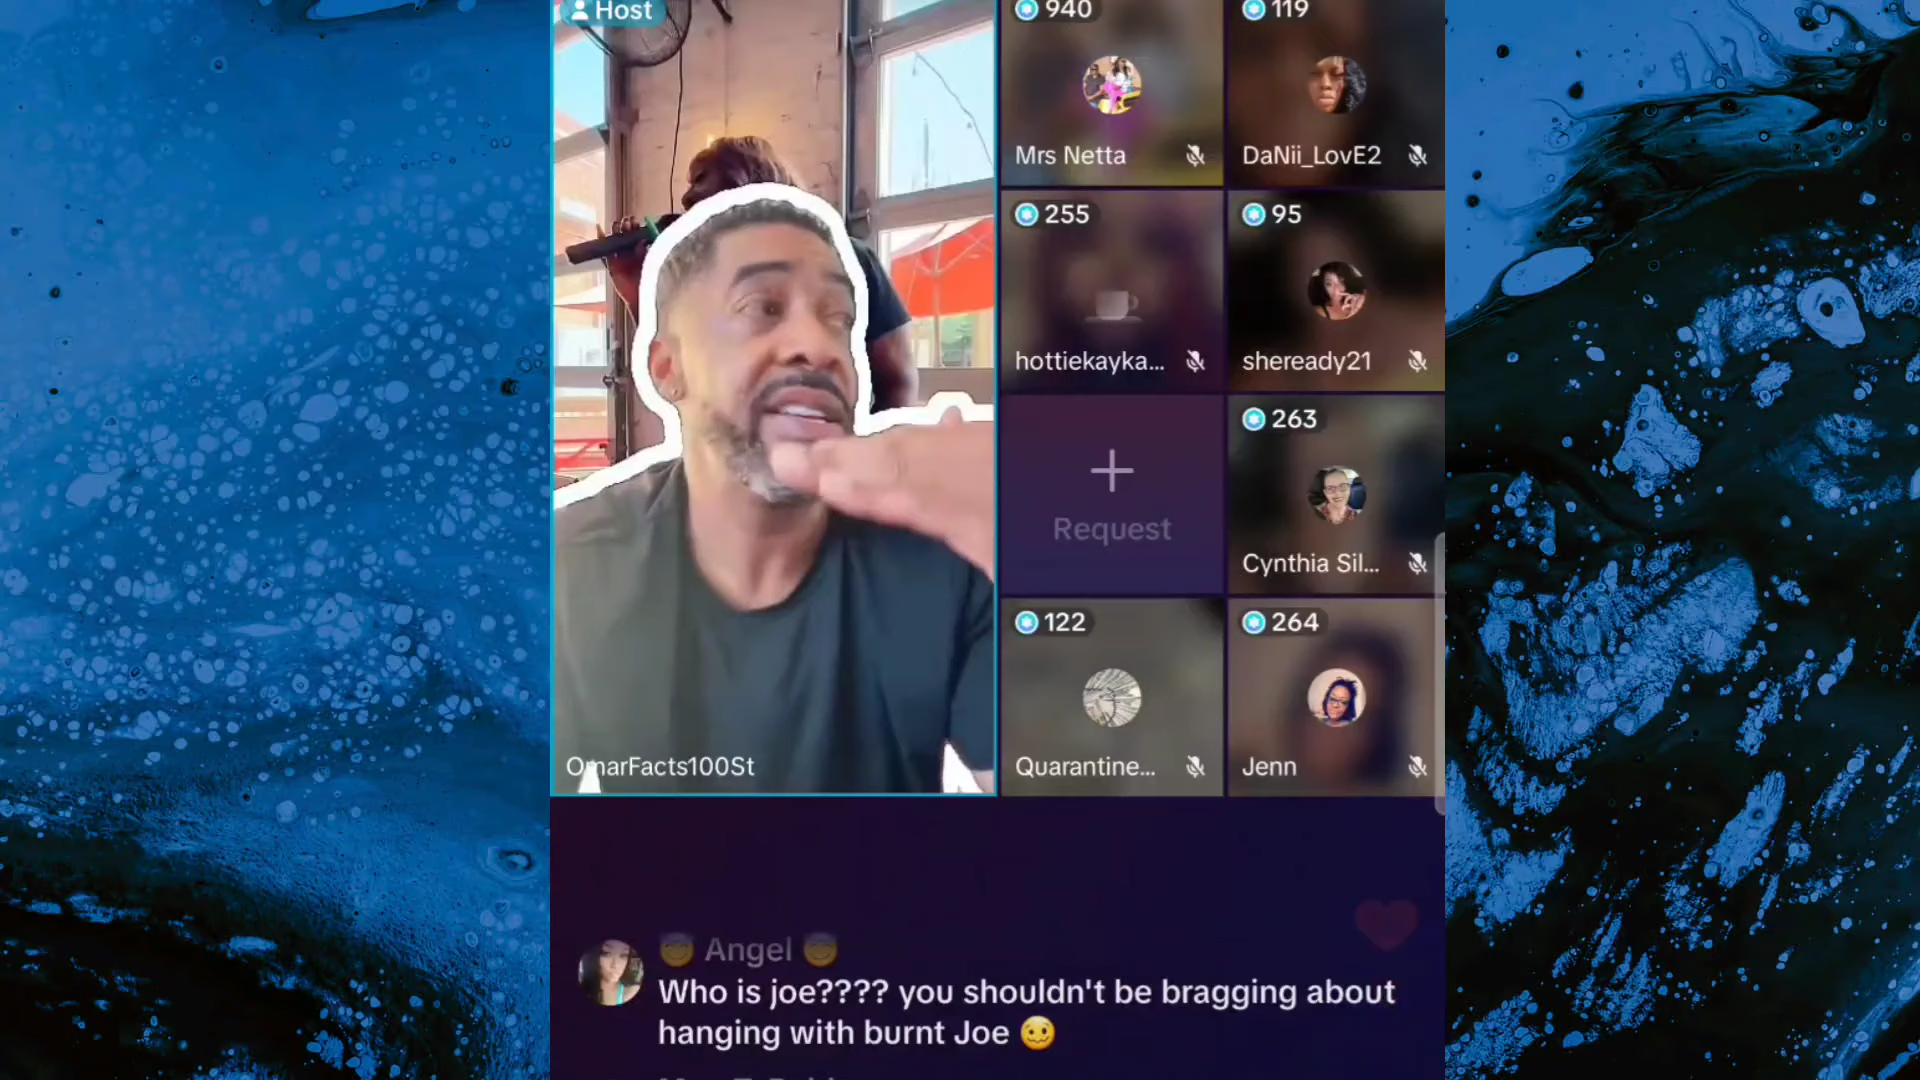 Host
940
119
Mrs Netta
DaNii_LovE2
255
95
hottiekayka...
sheready21
263
Request
Cynthia Sil...
122
264
OmarFacts100St
Quarantine...
Jenn
😇 Angel 😇
Who is joe???? you shouldn't be bragging about
hanging with burnt Joe 🥴